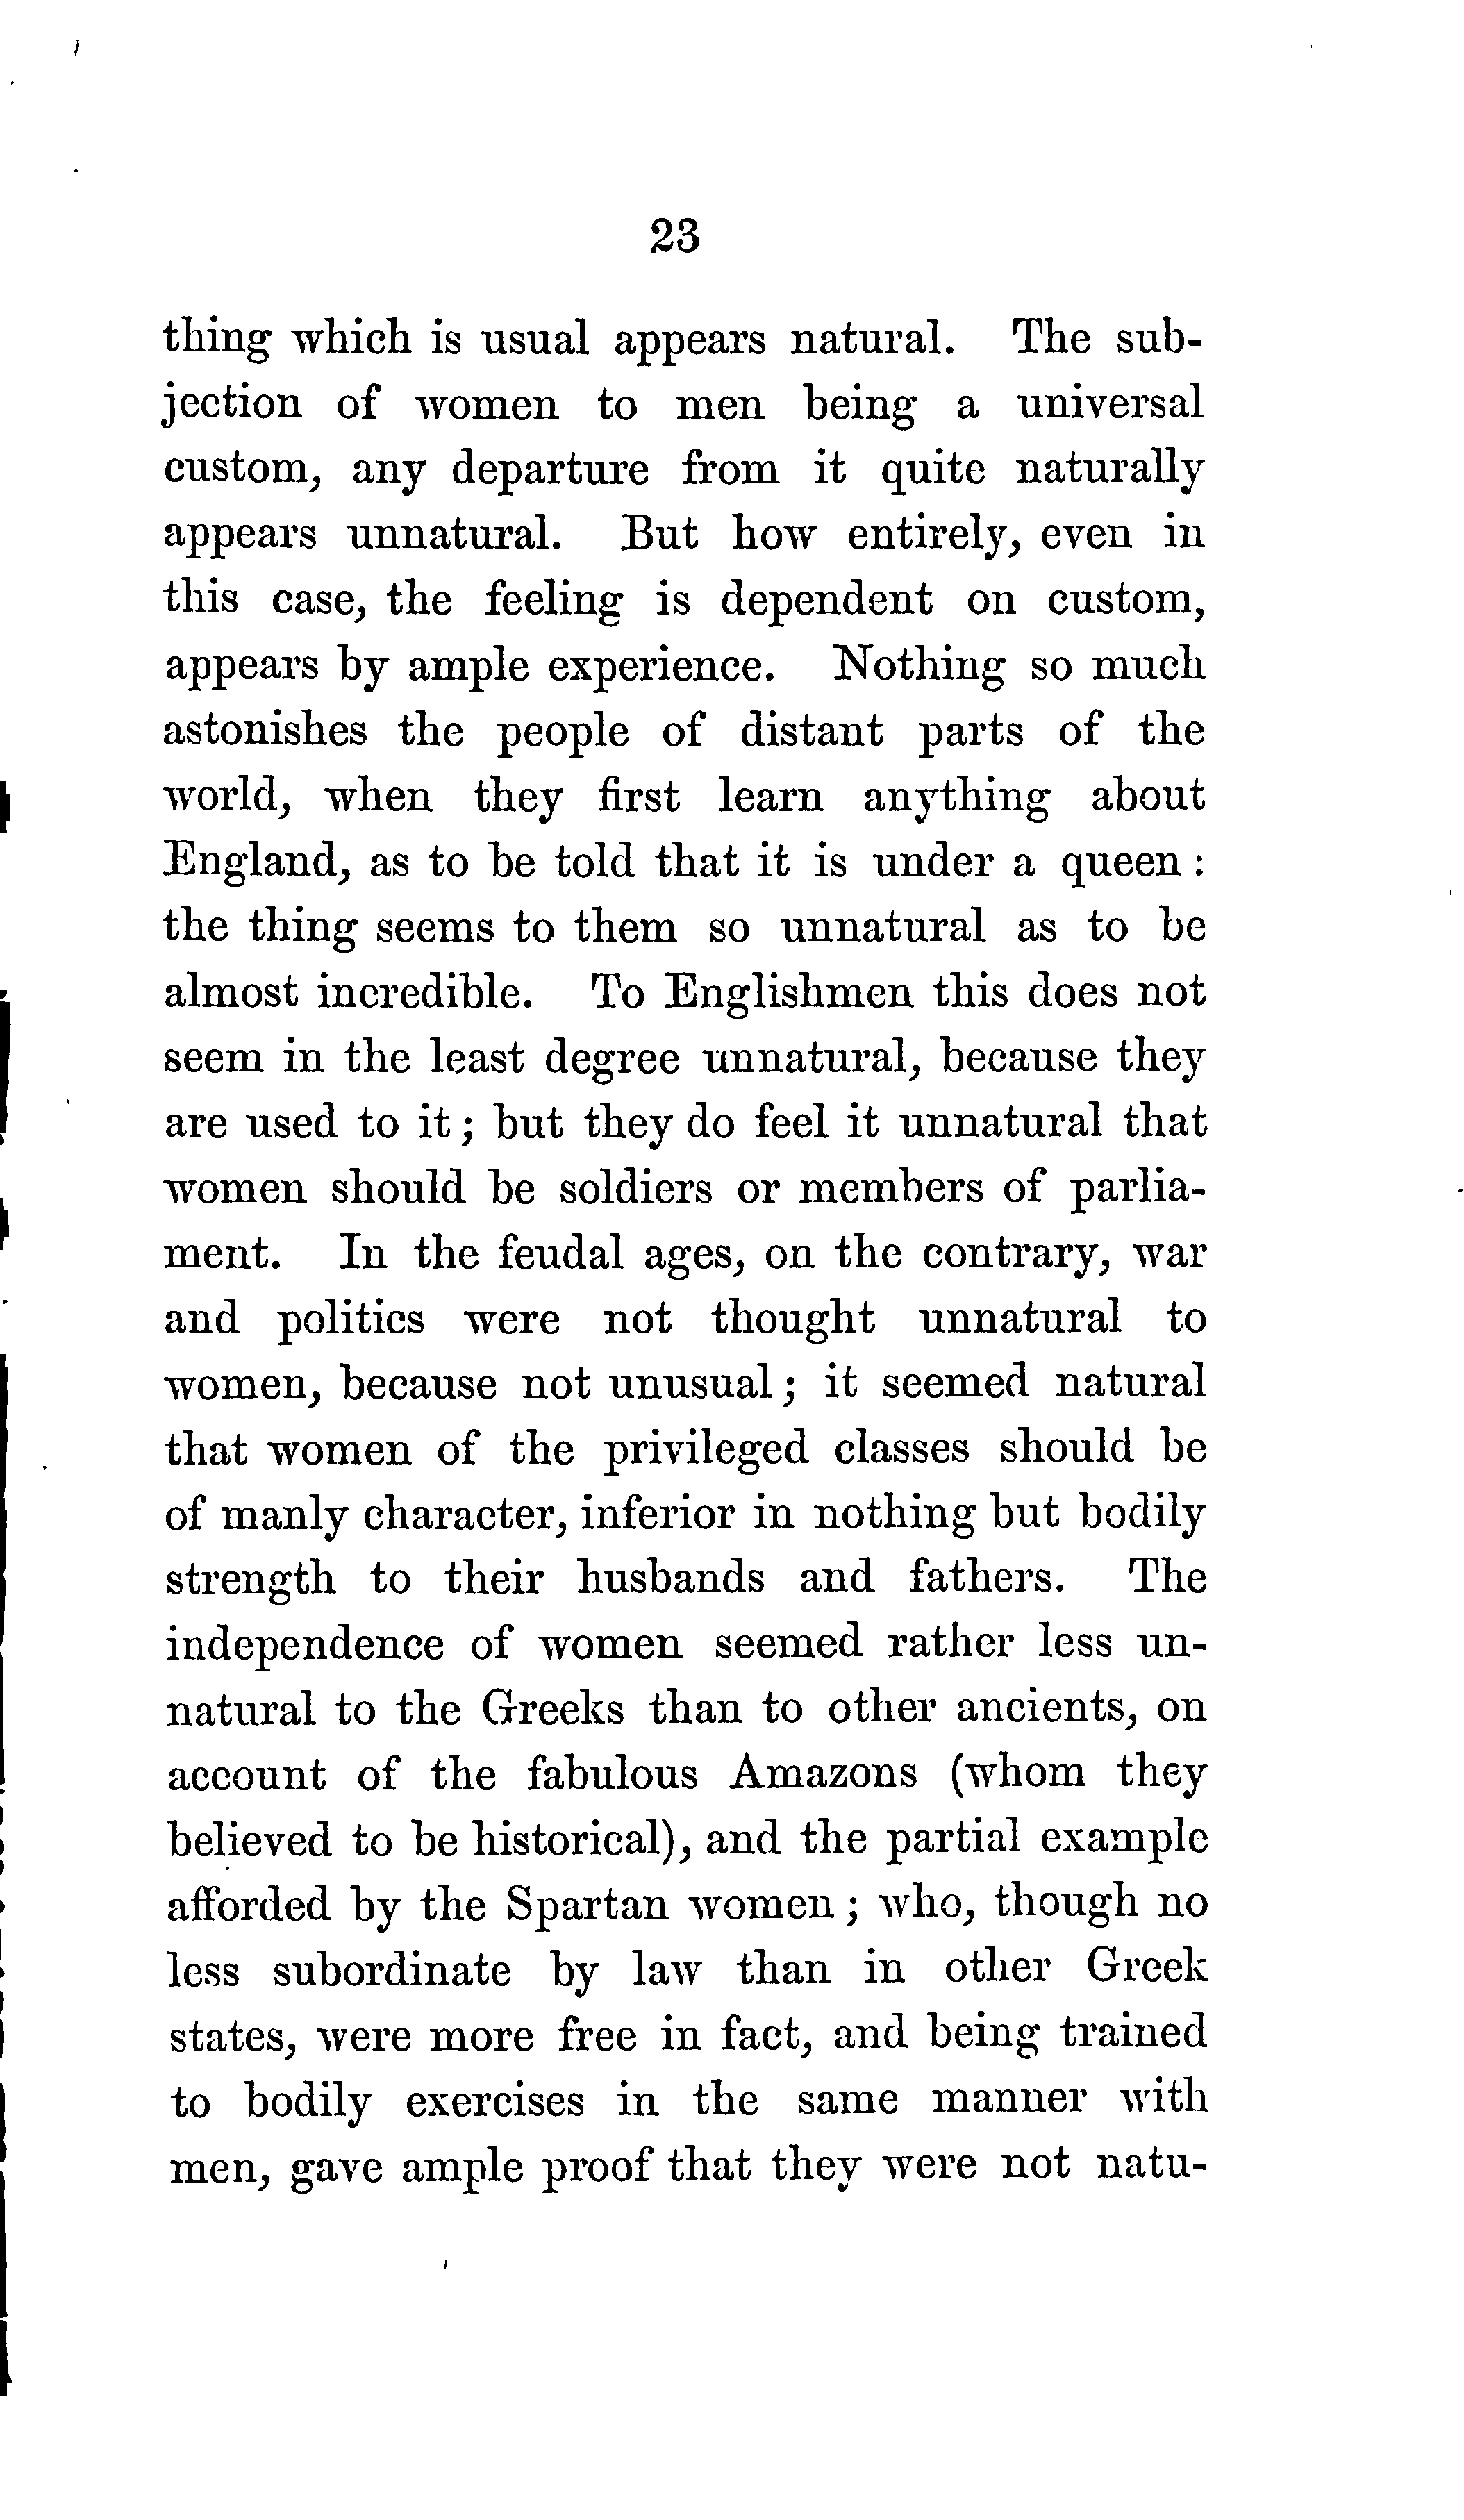 23
thing which is usual appears natural. The sub-
jection of women to men being a universal
custom, any departure from it quite naturally
appears unnatural. But how entirely, even in
this case, the feeling is dependent on custom,
appears by ample experience. Nothing so much
astonishes the people of distant parts of the
world, when they first learn anything about
England, as to be told that it is under a queen:
the thing seems to them so unnatural as to be
almost incredible. To Englishmen this does not
seem in the least degree unnatural, because they
are used to it; but they do feel it unnatural that
women should be soldiers or members of parlia-
ment. In the feudal ages, on the contrary, war
and politics were not thought unnatural to
women, because not unusual; it seemed natural
that women of the privileged classes should be
of manly character, inferior in nothing but bodily
strength to their husbands and fathers. The
independence of women seemed rather less un-
natural to the Greeks than to other ancients, on
account of the fabulous Amazons (whom they
believed to be historical), and the partial example
afforded by the Spartan women; who, though no
less subordinate by law than in other Greek
states, were more free in fact, and being trained
to bodily exercises in the same manner with
men, gave ample proof that they were not natu-